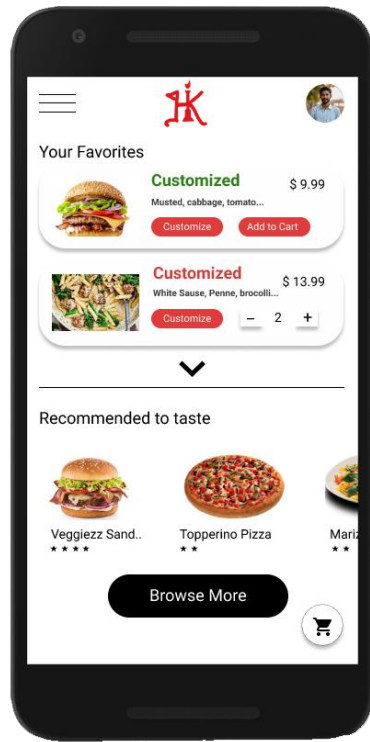 HK
Your Favorites
Customized
$ 9.99
Musted, cabbage, tomato...
Customize
Add to Cart
Customized
$ 13.99
White Sause, Penne, brocolli...
Customize
– 2 +
Recommended to taste
Veggiezz Sand..
Topperino Pizza
Mariz
Browse More